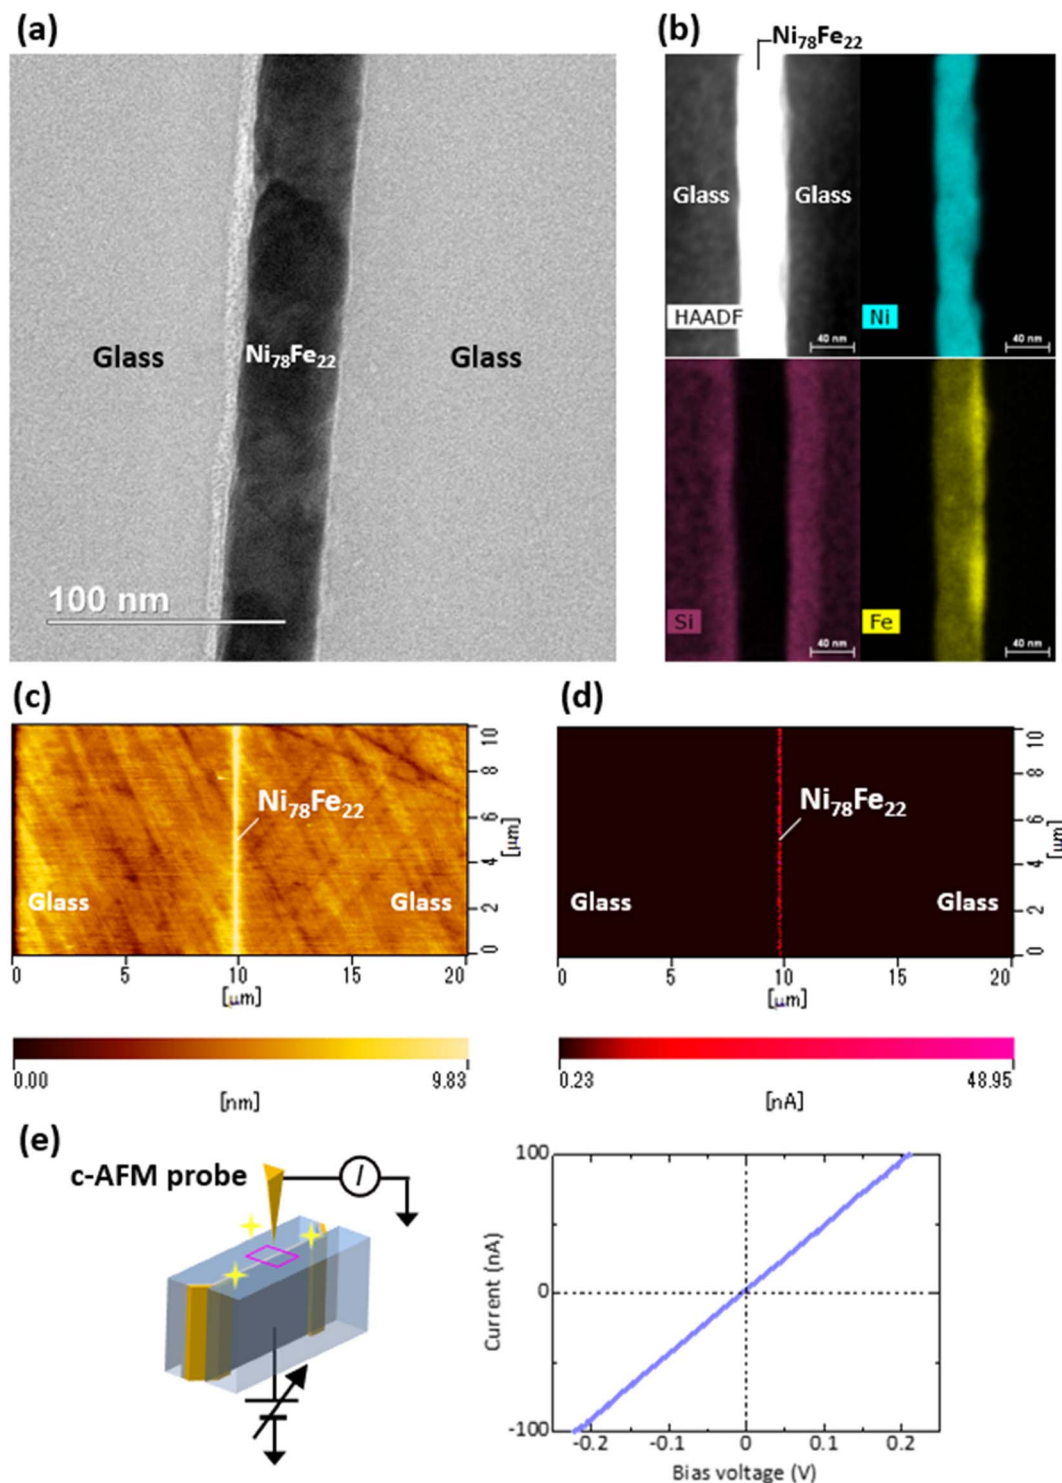 (a)
Glass
Ni₇₈Fe₂₂
Glass
100 nm
(b)
Ni₇₈Fe₂₂
Glass
Glass
HAADF
40 nm
Ni
40 nm
Si
40 nm
Fe
40 nm
(c)
Ni₇₈Fe₂₂
Glass
Glass
0 2 4 6 8 10
[μm]
0 5 10 15 20
[μm]
0.00 9.83
[nm]
(d)
Ni₇₈Fe₂₂
Glass
Glass
0 2 4 6 8 10
[μm]
0 5 10 15 20
[μm]
0.23 48.95
[nA]
(e)
c-AFM probe
I
100
0
-100
Current (nA)
-0.2 -0.1 0 0.1 0.2
Bias voltage (V)